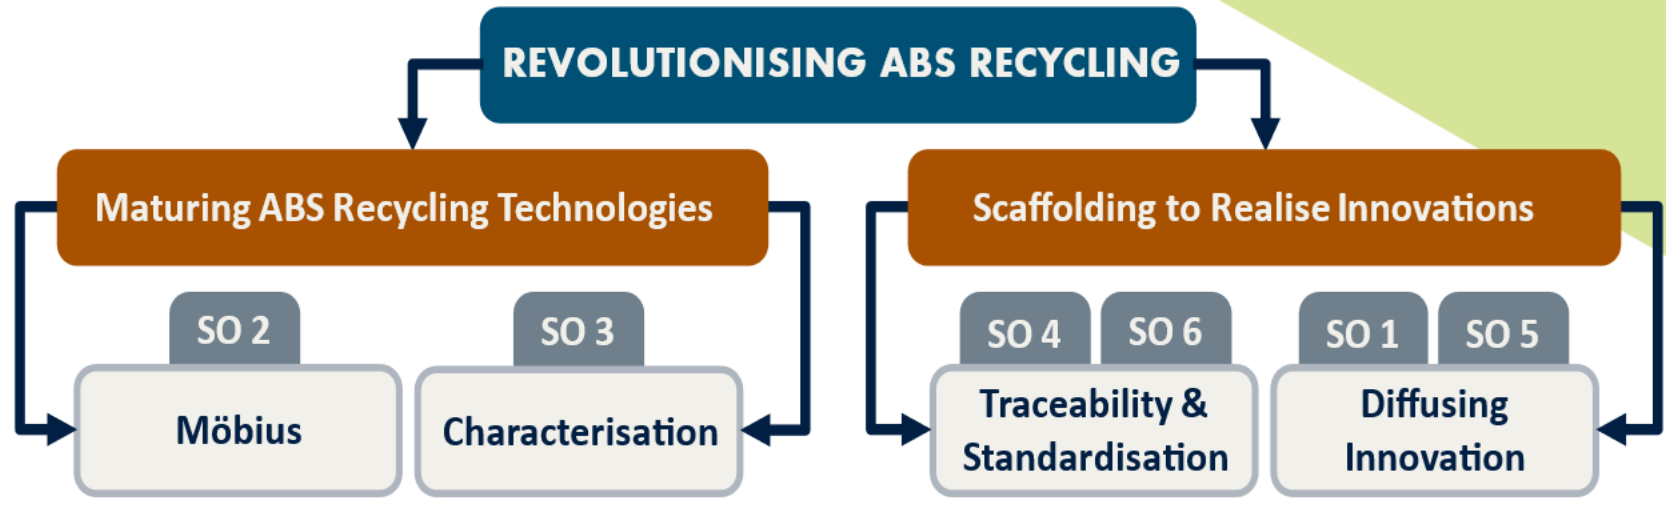 REVOLUTIONISING ABS RECYCLING
Maturing ABS Recycling Technologies
Scaffolding to Realise Innovations
SO 2
SO 3
SO 4
SO 6
SO 1
SO 5
Möbius
Characterisation
Traceability &
Standardisation
Diffusing
Innovation